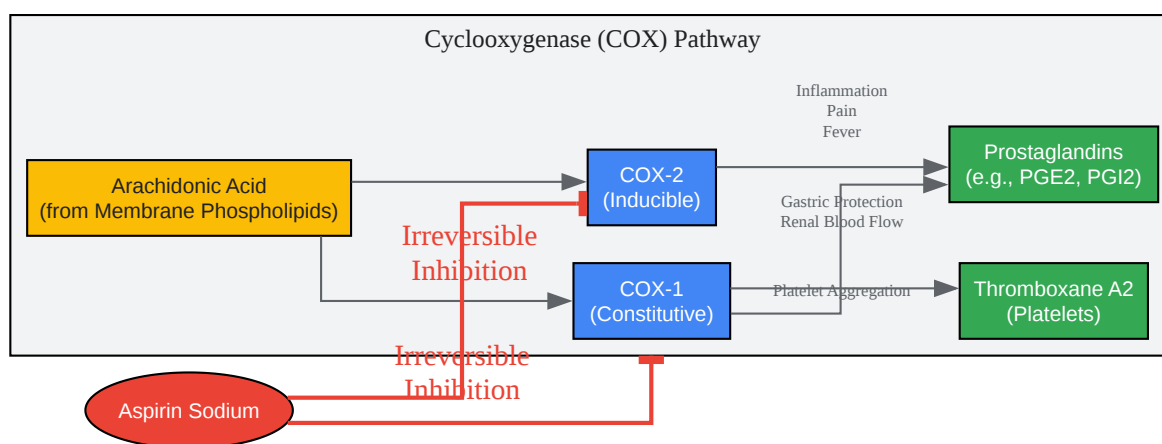 Cyclooxygenase (COX) Pathway
Inflammation
Pain
Fever
Arachidonic Acid
(from Membrane Phospholipids)
COX-2
(Inducible)
Prostaglandins
(e.g., PGE2, PGI2)
Gastric Protection
Renal Blood Flow
Irreversible
Inhibition
COX-1
(Constitutive)
Platelet Aggregation
Thromboxane A2
(Platelets)
Irreversible
Inhibition
Aspirin Sodium